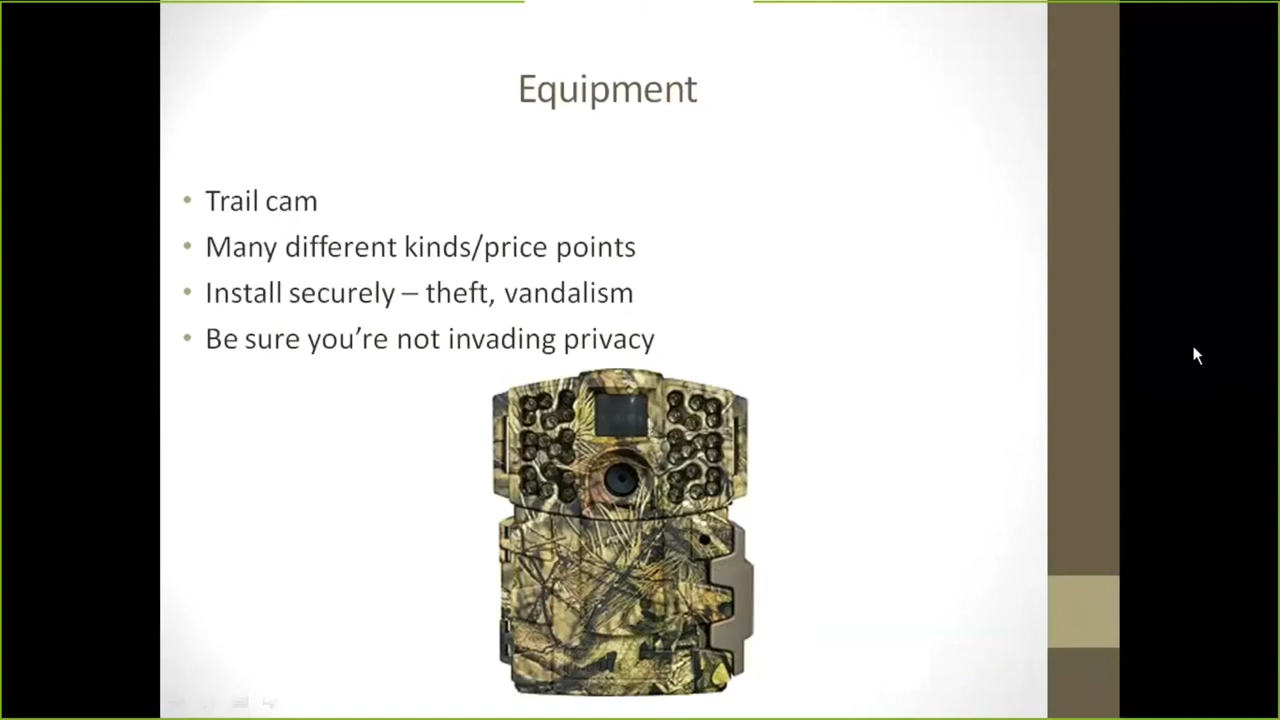 Equipment
• Trail cam
• Many different kinds/price points
• Install securely – theft, vandalism
• Be sure you’re not invading privacy